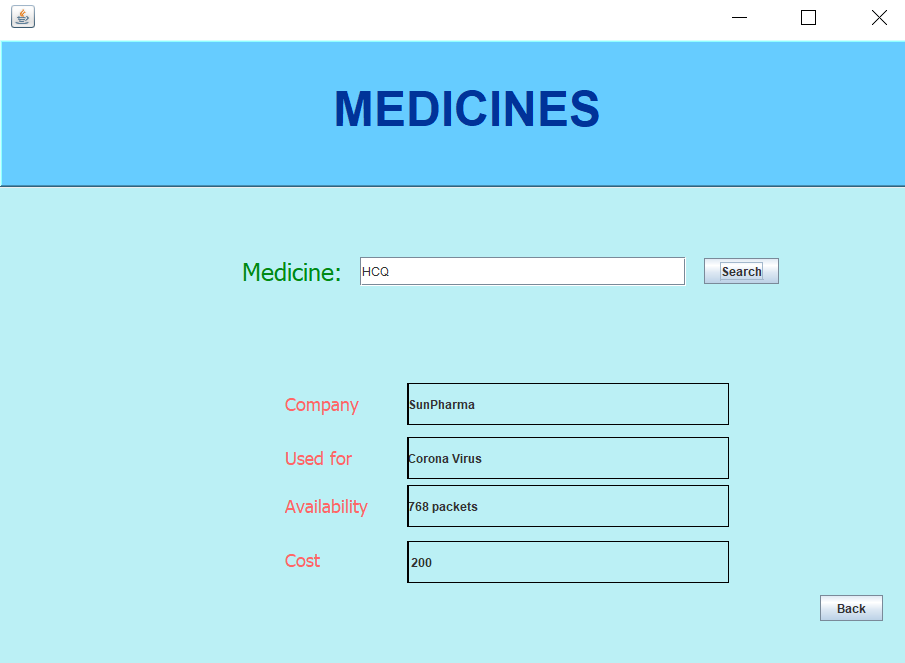 MEDICINES
Medicine: HCQ Search
Company SunPharma
Used for Corona Virus
Availability 768 packets
Cost 200
Back